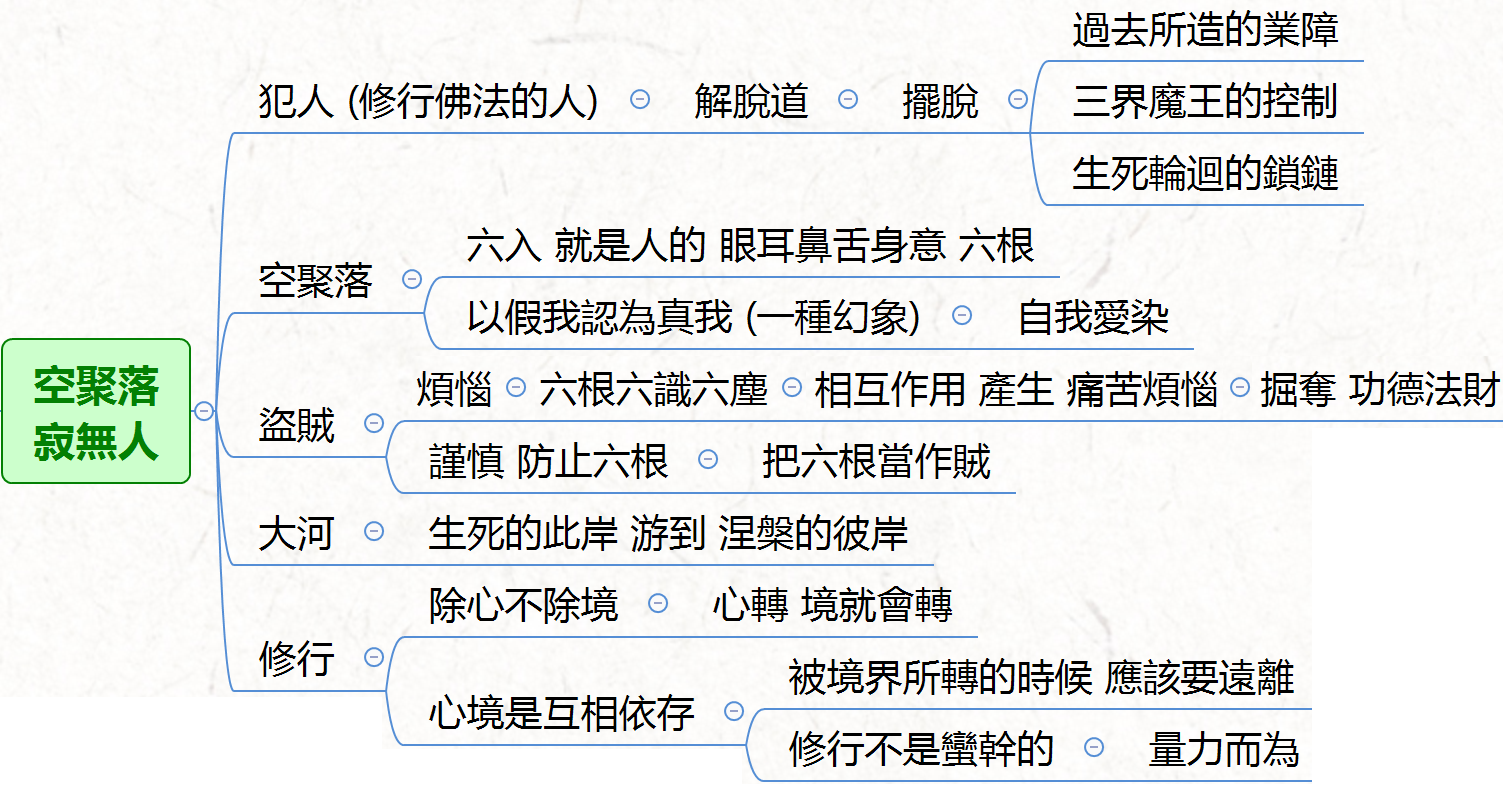 空聚落
寂無人
犯人 (修行佛法的人)
解脫道
擺脫
過去所造的業障
三界魔王的控制
生死輪迴的鎖鏈
空聚落
六入 就是人的 眼耳鼻舌身意 六根
以假我認為真我 (一種幻象)
自我愛染
盜賊
煩惱
六根六識六塵
相互作用 產生 痛苦煩惱
掘奪 功德法財
謹慎 防止六根
把六根當作賊
大河
生死的此岸 游到 涅槃的彼岸
修行
除心不除境
心轉 境就會轉
心境是互相依存
被境界所轉的時候 應該要遠離
修行不是蠻幹的
量力而為